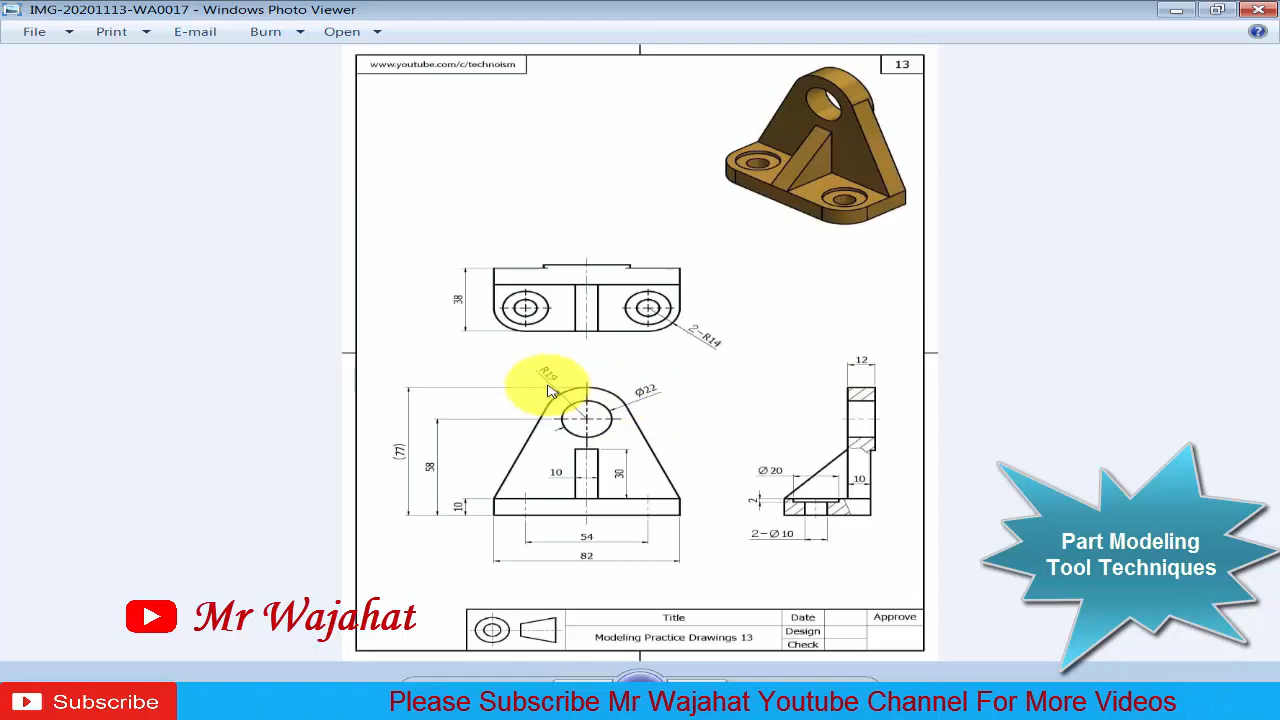 IMG-20201113-WA0017 - Windows Photo Viewer
File Print E-mail Burn Open
www.youtube.com/c/technoism
13
38
2-R14
R19
Ø22
12
(77)
58
10
30
Ø 20
10
10
2
54
2-Ø 10
82
Part Modeling
Tool Techniques
Mr Wajahat
Title
Date
Approve
Modeling Practice Drawings 13
Design
Check
Subscribe
Please Subscribe Mr Wajahat Youtube Channel For More Videos